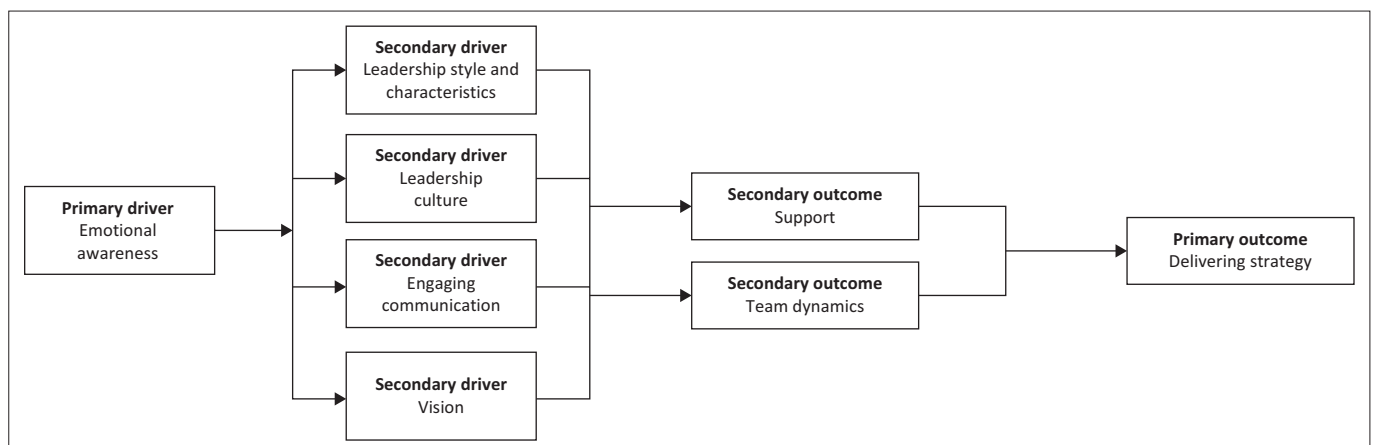 Primary driver
Emotional
awareness
Secondary driver
Leadership style and
characteristics
Secondary driver
Leadership
culture
Secondary driver
Engaging
communication
Secondary driver
Vision
Secondary outcome
Support
Secondary outcome
Team dynamics
Primary outcome
Delivering strategy